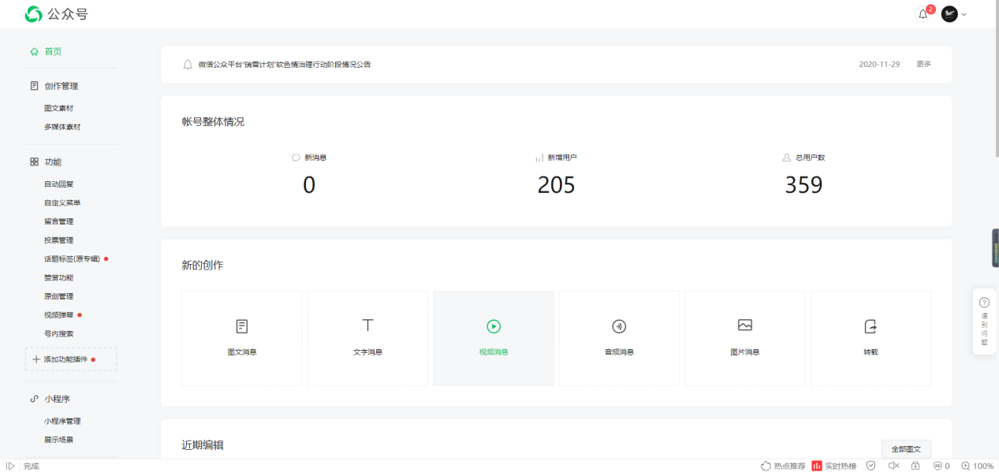 公众号
2
首页
微信公众平台“瑞雪计划”软色情治理行动阶段情况公告
2020-11-29 更多
创作管理
图文素材
多媒体素材
帐号整体情况
新消息 新增用户 总用户数
0 205 359
功能
自动回复
自定义菜单
留言管理
投票管理
话题标签(原专辑)
赞赏功能
原创管理
视频弹幕
号内搜索
添加功能插件
新的创作
图文消息 文字消息 视频消息 音频消息 图片消息 转载
遇到问题
小程序
小程序管理
展示场景
近期编辑
全部图文
完成
热点推荐 实时热榜 0 100%